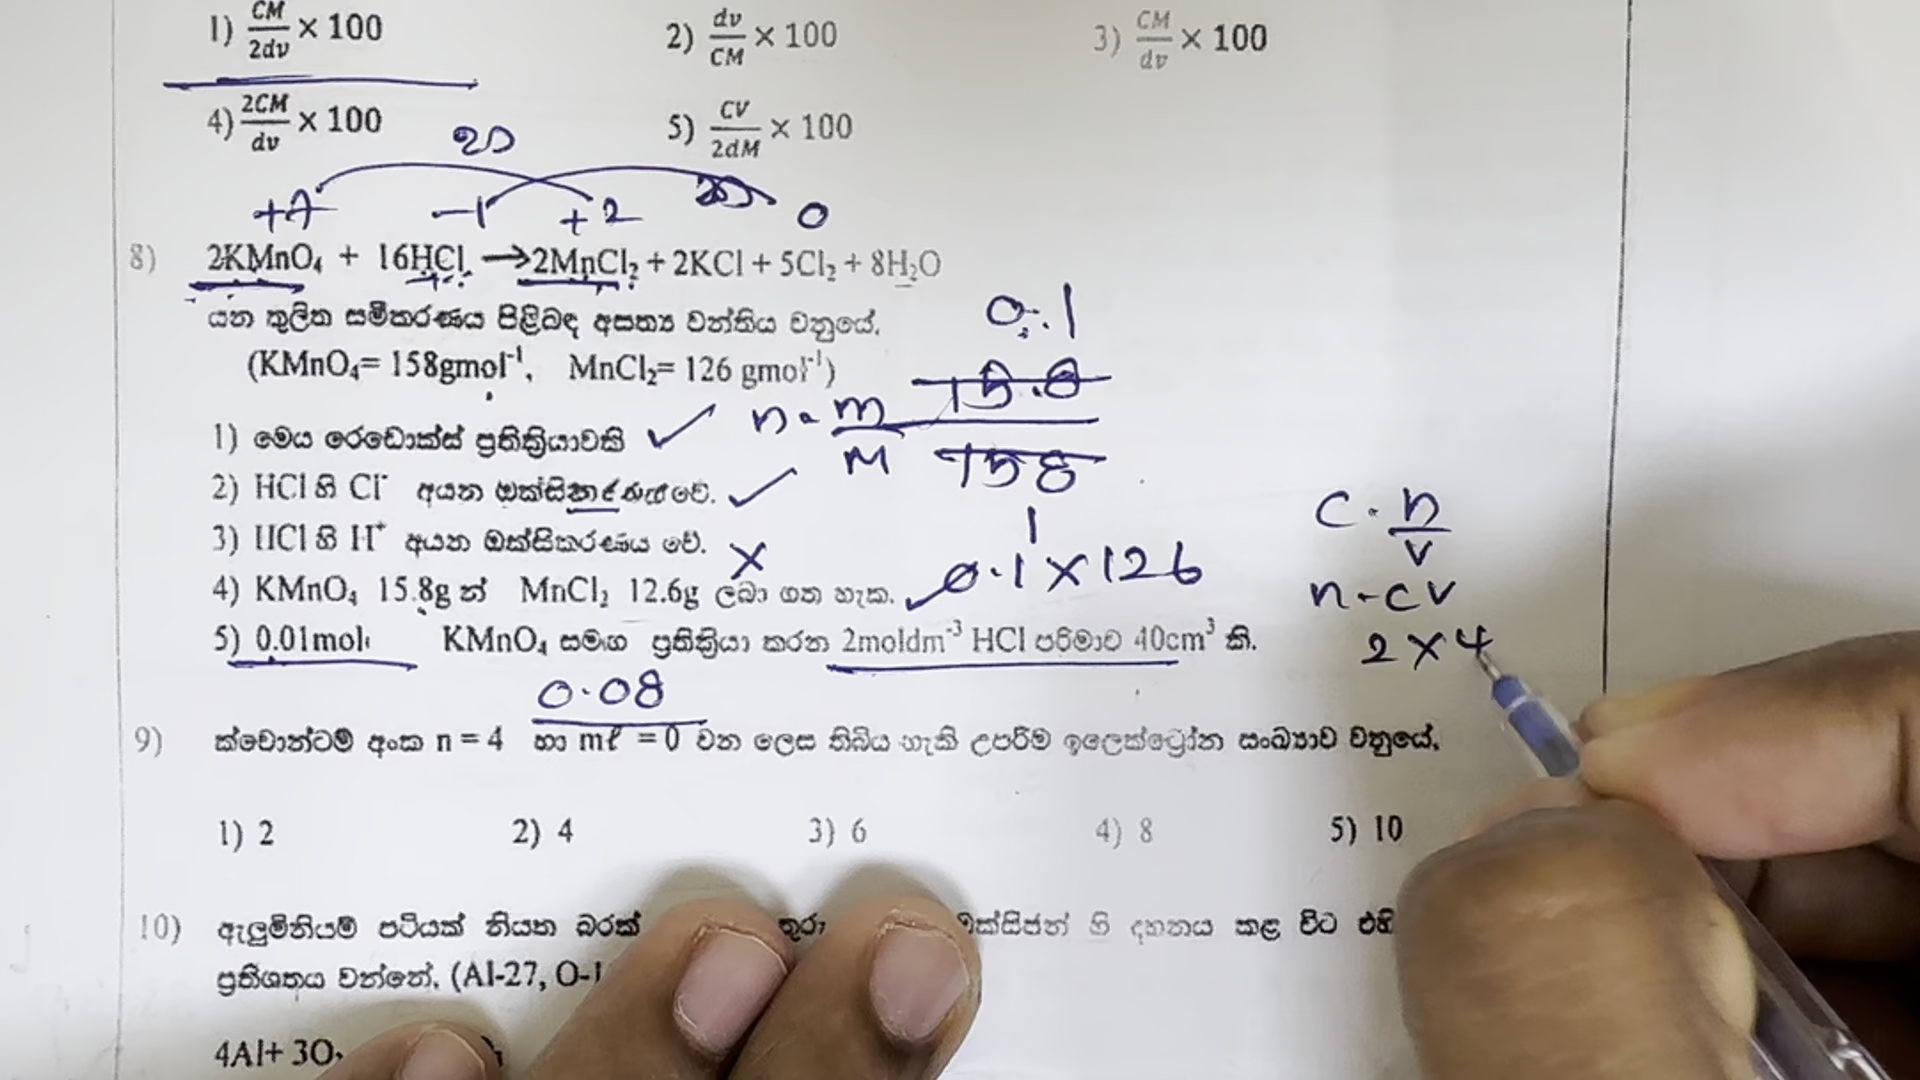 1) CM/2dv × 100 2) dv/CM × 100 3) CM/dv × 100
4) 2CM/dv × 100 5) CV/2dM × 100
+7 −1 +2 0
8) 2KMnO₄ + 16HCl → 2MnCl₂ + 2KCl + 5Cl₂ + 8H₂O
යන තුලිත සමීකරණය පිළිබඳ අසත්‍ය වන්නිය වනුයේ,
0.1
(KMnO₄= 158gmol⁻¹, MnCl₂= 126 gmol⁻¹)
n = m/M 15.8/158
1) මෙය රෙඩොක්ස් ප්‍රතික්‍රියාවකි ✓
2) HCl හි Cl⁻ අයන ඔක්සිකරණය වේ. ✓
1
C = n/v
3) HCl හි H⁺ අයන ඔක්සිකරණය වේ. ×
4) KMnO₄ 15.8g න් MnCl₂ 12.6g ලබා ගත හැක. ✓ 0.1 × 126
n = cv
5) 0.01mol KMnO₄ සමඟ ප්‍රතික්‍රියා කරන 2moldm⁻³ HCl පරිමාව 40cm³ කි.
2 × 4
0.08
9) ක්වොන්ටම් අංක n = 4 හා mℓ = 0 වන ලෙස තිබිය හැකි උපරිම ඉලෙක්ට්‍රෝන සංඛ්‍යාව වනුයේ,
1) 2 2) 4 3) 6 4) 8 5) 10
10) ඇලුමිනියම් පටියක් නියත බරක් හි දහනය කළ විට එහි
ප්‍රතිශතය වන්නේ, (Al-27, O-1
4Al+ 3O₂